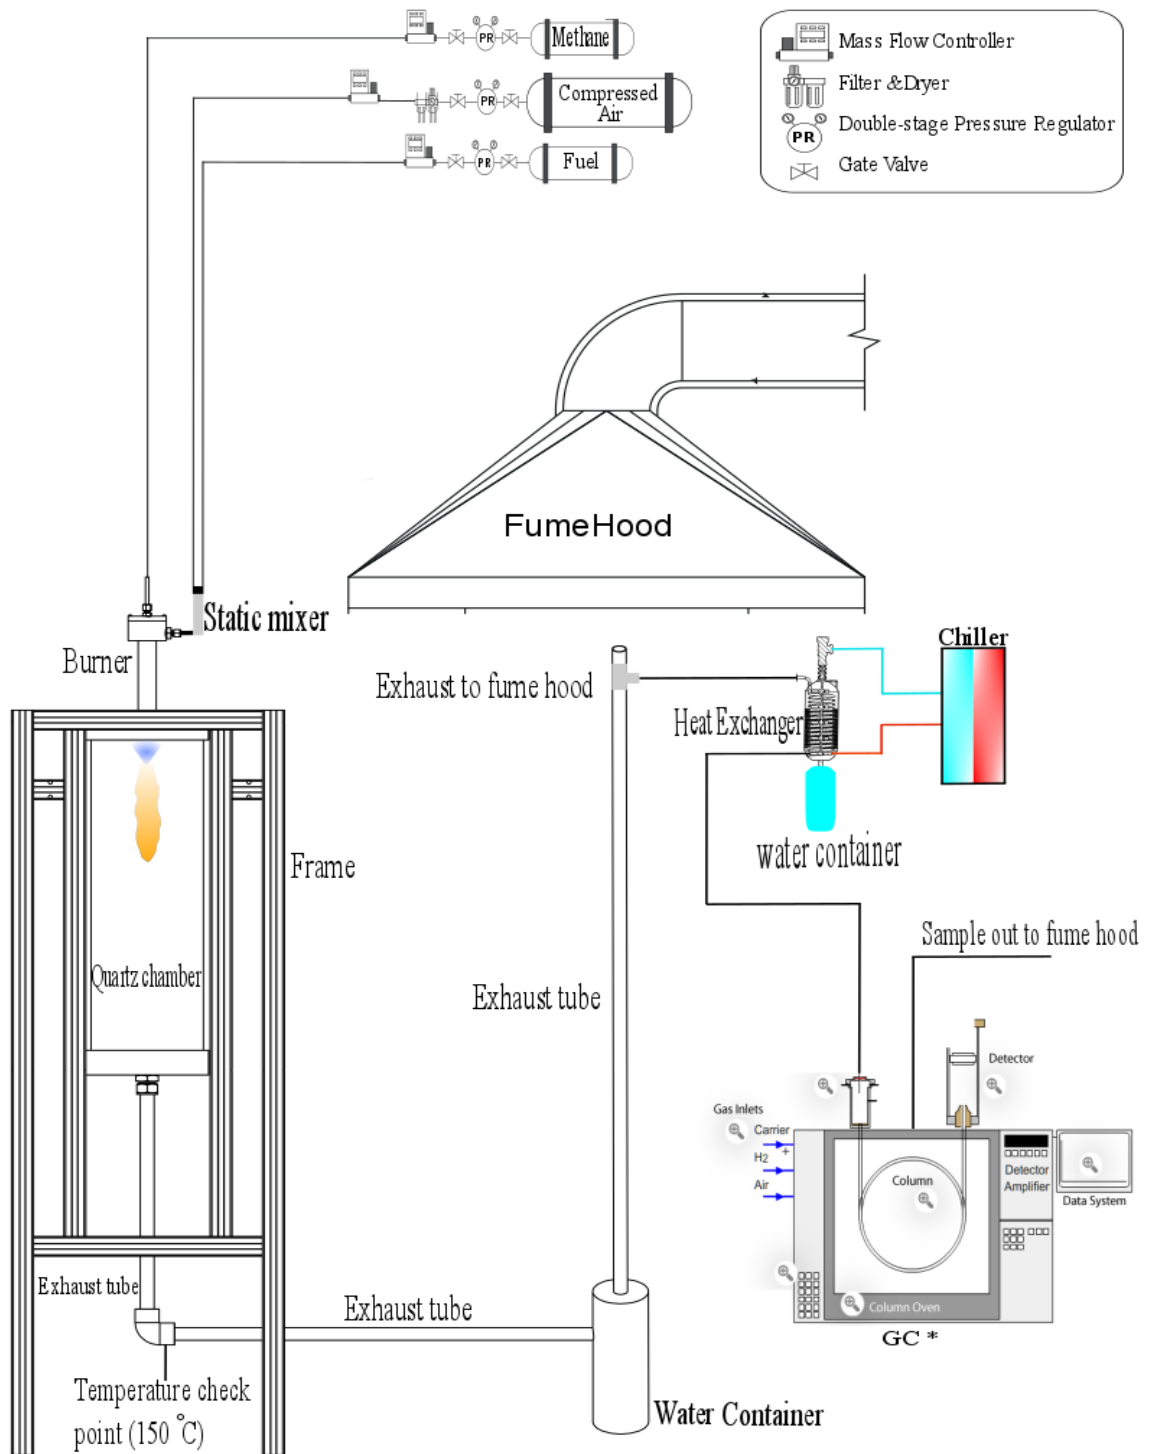 Methane
PR
Compressed
Air
PR
Fuel
PR
Mass Flow Controller
Filter &Dryer
Double-stage Pressure Regulator
PR
Gate Valve
FumeHood
Static mixer
Burner
Exhaust to fume hood
Chiller
Heat Exchanger
water container
Frame
Quartz chamber
Exhaust tube
Sample out to fume hood
Detector
Gas Inlets
Carrier
+
H2
Air
Column
Detector
Amplifier
Data System
Column Oven
GC *
Exhaust tube
Exhaust tube
Temperature check
point (150 °C)
Water Container